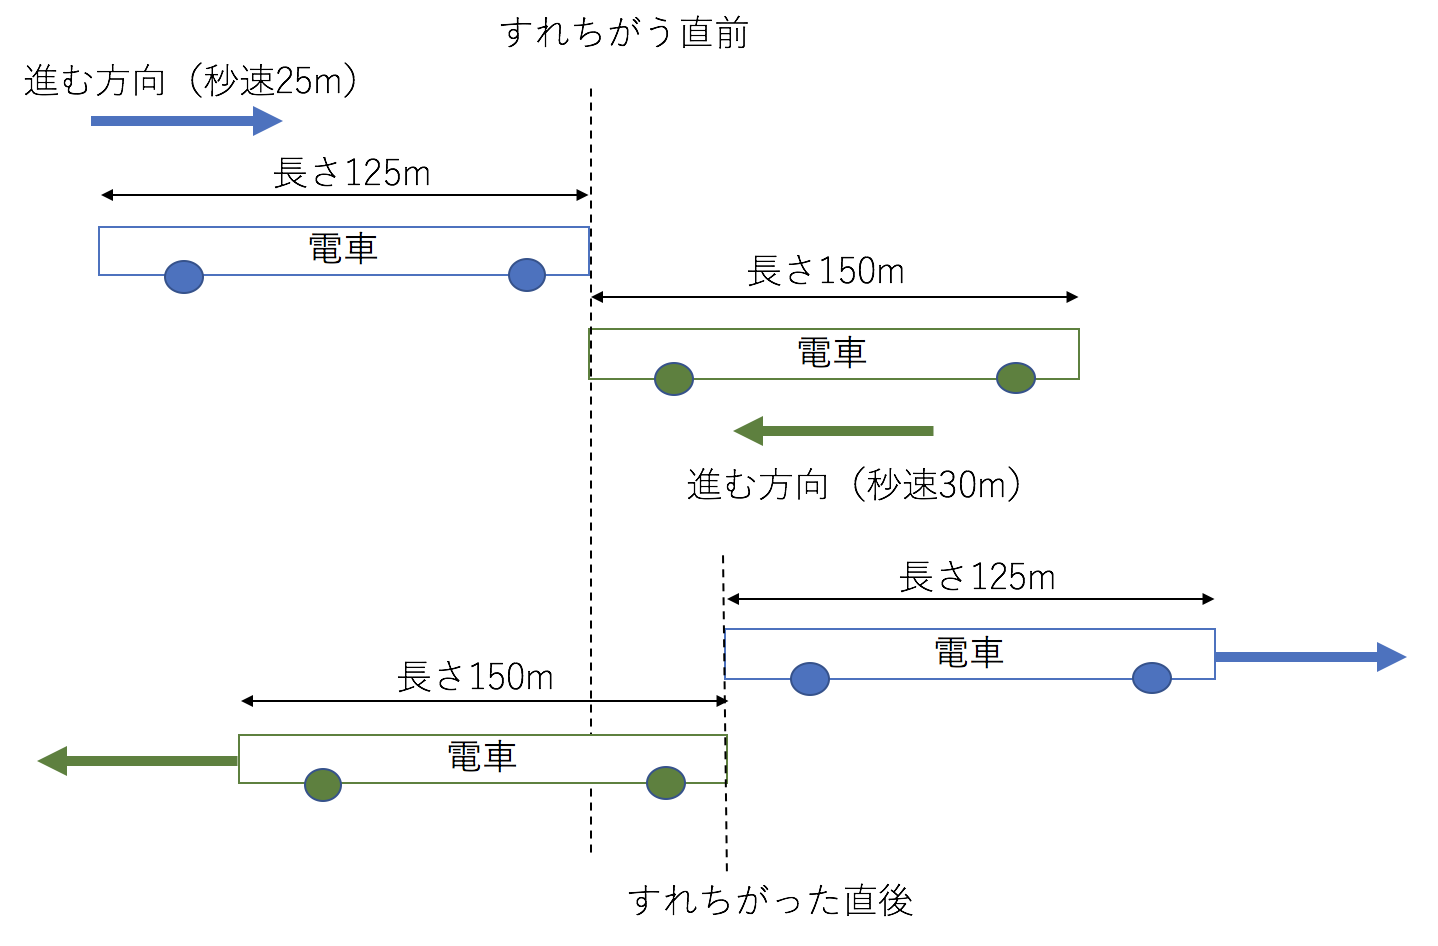 すれちがう直前
進む方向（秒速25m）
長さ125m
電車
長さ150m
電車
進む方向（秒速30m）
長さ125m
電車
長さ150m
電車
すれちがった直後